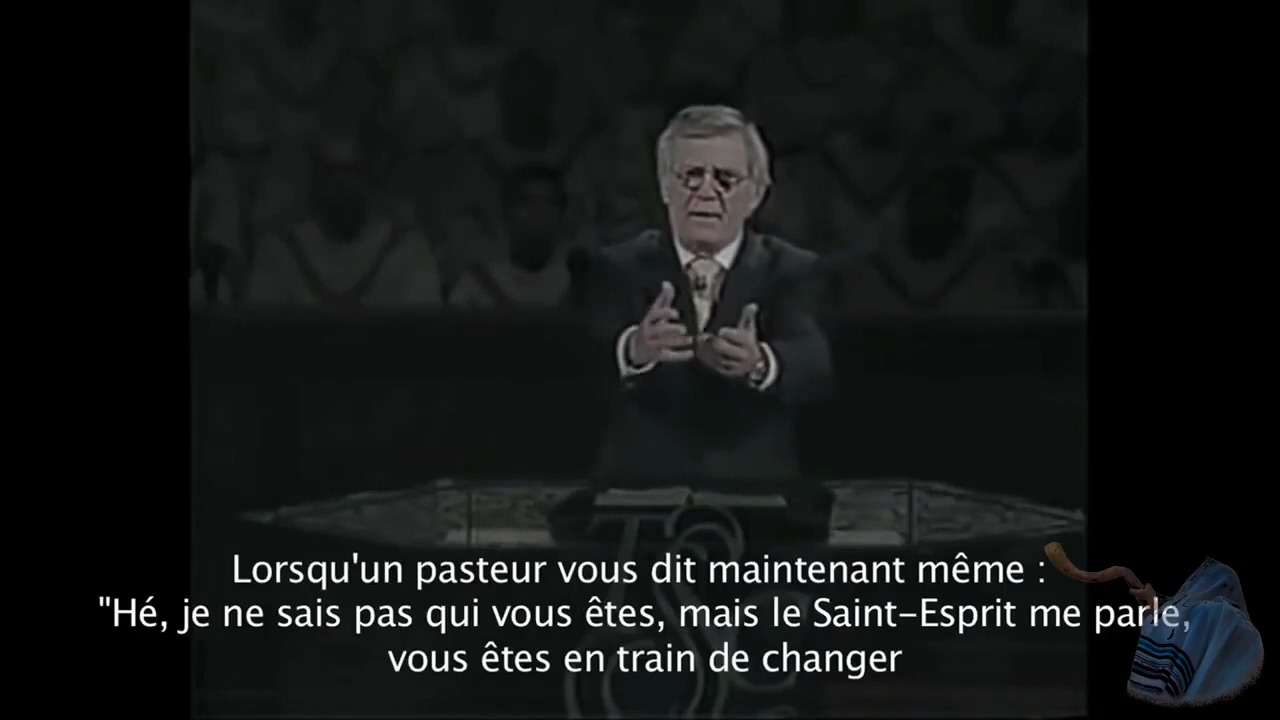 Lorsqu'un pasteur vous dit maintenant même :
"Hé, je ne sais pas qui vous êtes, mais le Saint-Esprit me parle,
vous êtes en train de changer